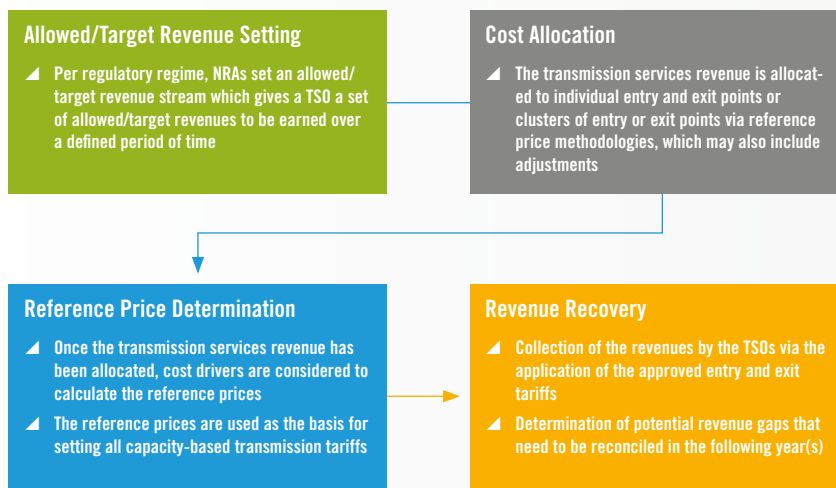 Allowed/Target Revenue Setting
Per regulatory regime, NRAs set an allowed/
target revenue stream which gives a TSO a set
of allowed/target revenues to be earned over
a defined period of time
Cost Allocation
The transmission services revenue is allocat-
ed to individual entry and exit points or
clusters of entry or exit points via reference
price methodologies, which may also include
adjustments
Reference Price Determination
Once the transmission services revenue has
been allocated, cost drivers are considered to
calculate the reference prices
The reference prices are used as the basis for
setting all capacity-based transmission tariffs
Revenue Recovery
Collection of the revenues by the TSOs via the
application of the approved entry and exit
tariffs
Determination of potential revenue gaps that
need to be reconciled in the following year(s)